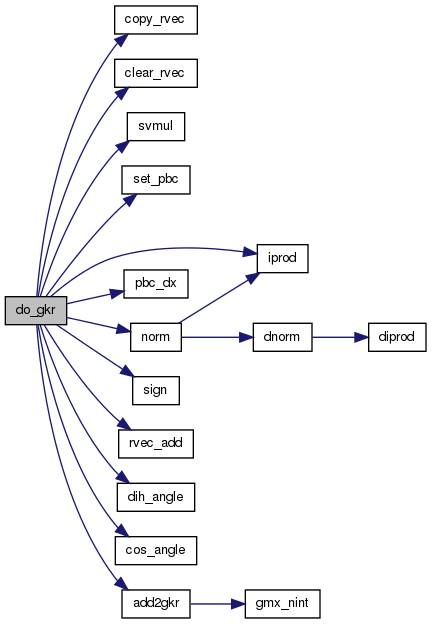 copy_rvec
clear_rvec
svmul
set_pbc
iprod
pbc_dx
do_gkr
norm
dnorm
diprod
sign
rvec_add
dih_angle
cos_angle
add2gkr
gmx_nint